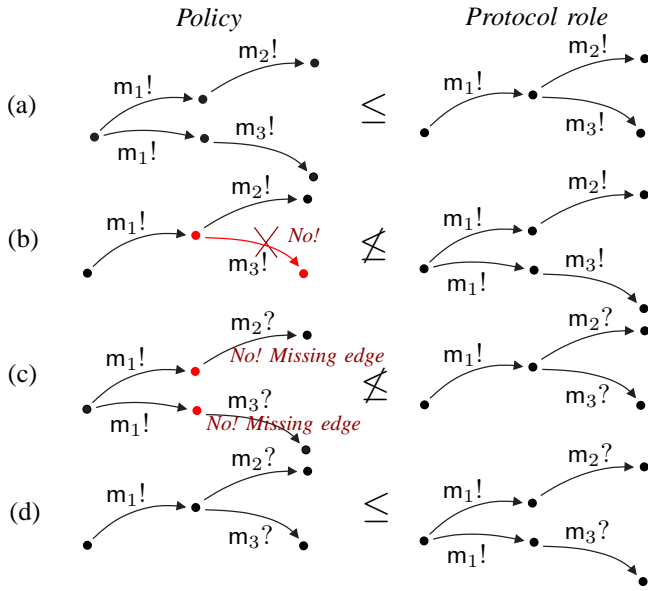 Policy Protocol role
m₂! m₂!
m₁! m₁!
(a) ≤
m₁! m₃! m₃!
m₂! m₂!
m₁! No! m₁!
(b) ≰
m₃! m₁! m₃!
m₂? m₂?
m₁! No! Missing edge m₁!
(c) ≰
m₁! m₃? m₃?
No! Missing edge
m₂? m₂?
m₁! m₁!
(d) ≤
m₃? m₁! m₃?